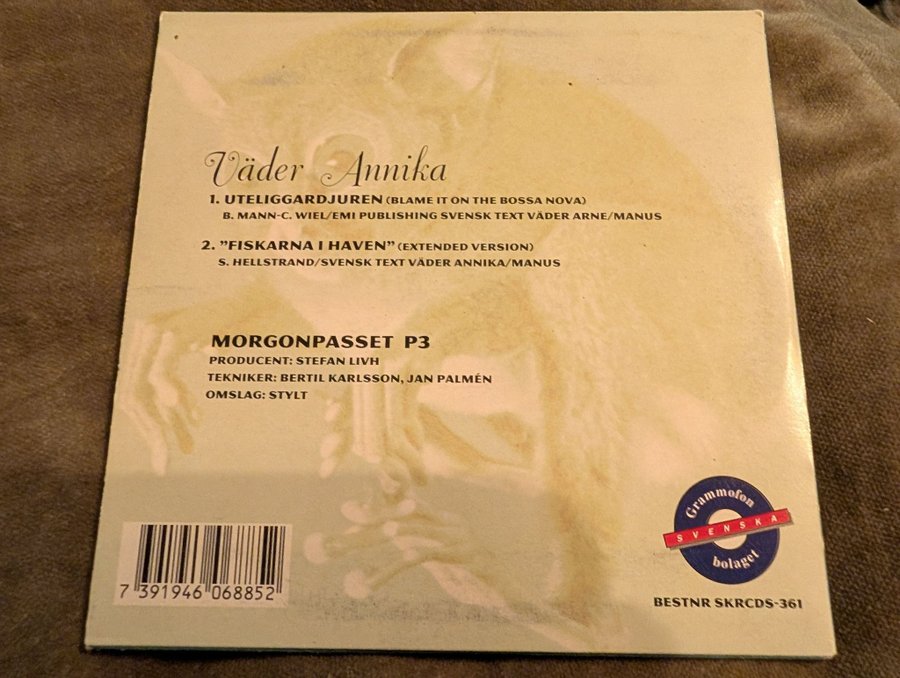 Väder Annika
1. UTELIGGARDJUREN (BLAME IT ON THE BOSSA NOVA)
B. MANN-C. WIEL/EMI PUBLISHING SVENSK TEXT VÄDER ARNE/MANUS
2. ”FISKARNA I HAVEN” (EXTENDED VERSION)
S. HELLSTRAND/SVENSK TEXT VÄDER ANNIKA/MANUS
MORGONPASSET P3
PRODUCENT: STEFAN LIVH
TEKNIKER: BERTIL KARLSSON, JAN PALMÉN
OMSLAG: STYLT
Grammofon
SVENSKA
bolaget
7 391946 068852
BESTNR SKRCDS-361